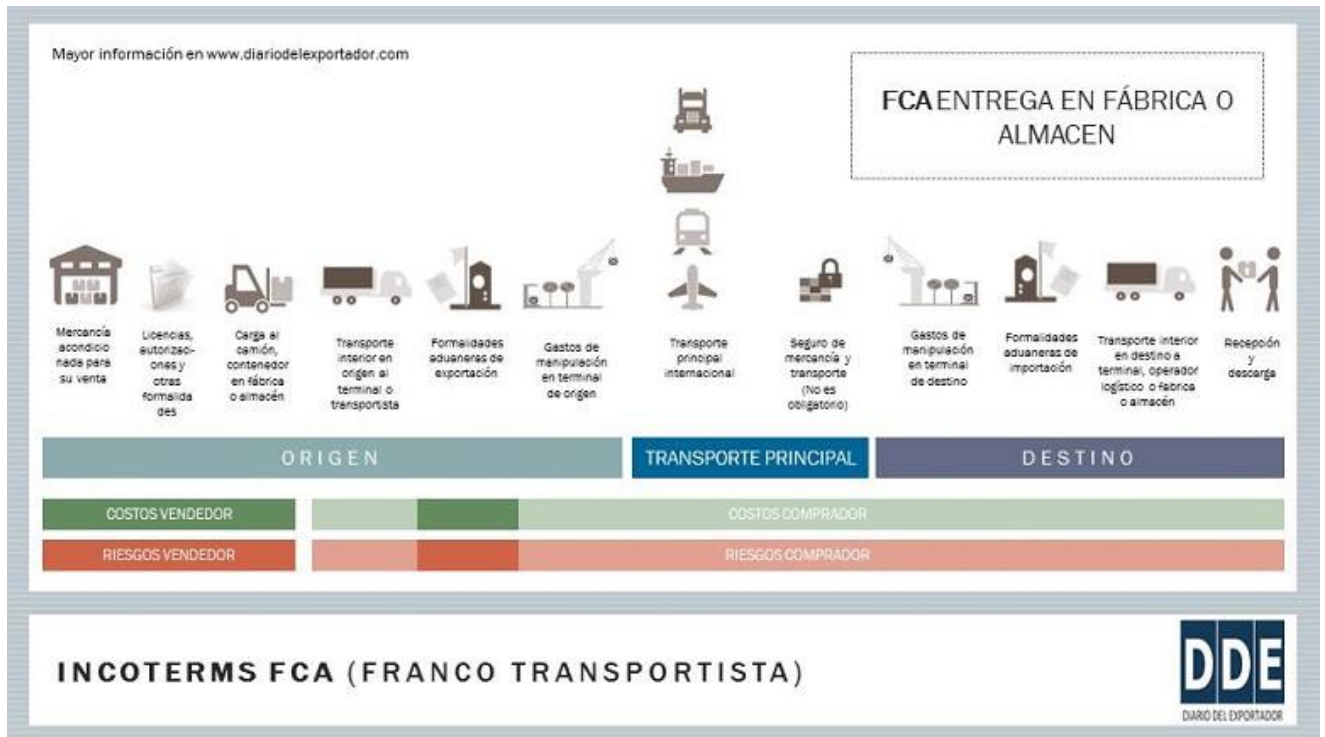 Mayor información en www.diariodelexportador.com
FCA ENTREGA EN FÁBRICA O
ALMACEN
Mercancía
acondicio
nada para
su venta
Licencias,
autorizaci-
ones y
otras
formalida
des
Carga al
camión,
contenedor
en fábrica
o almacén
Transporte
interior en
origen al
terminal o
transportista
Formalidades
aduaneras de
exportación
Gastos de
manipulación
en terminal
de origen
Transporte
principal
internacional
Seguro de
mercancía y
transporte
(No es
obligatorio)
Gastos de
manipulación
en terminal
de destino
Formalidades
aduaneras de
importación
Transporte interior
en destino a
terminal, operador
logístico o fabrica
o almacén
Recepción
y
descarga
ORIGEN
TRANSPORTE PRINCIPAL
DESTINO
COSTOS VENDEDOR
COSTOS COMPRADOR
RIESGOS VENDEDOR
RIESGOS COMPRADOR
INCOTERMS FCA (FRANCO TRANSPORTISTA)
DDE
DIARIO DEL EXPORTADOR